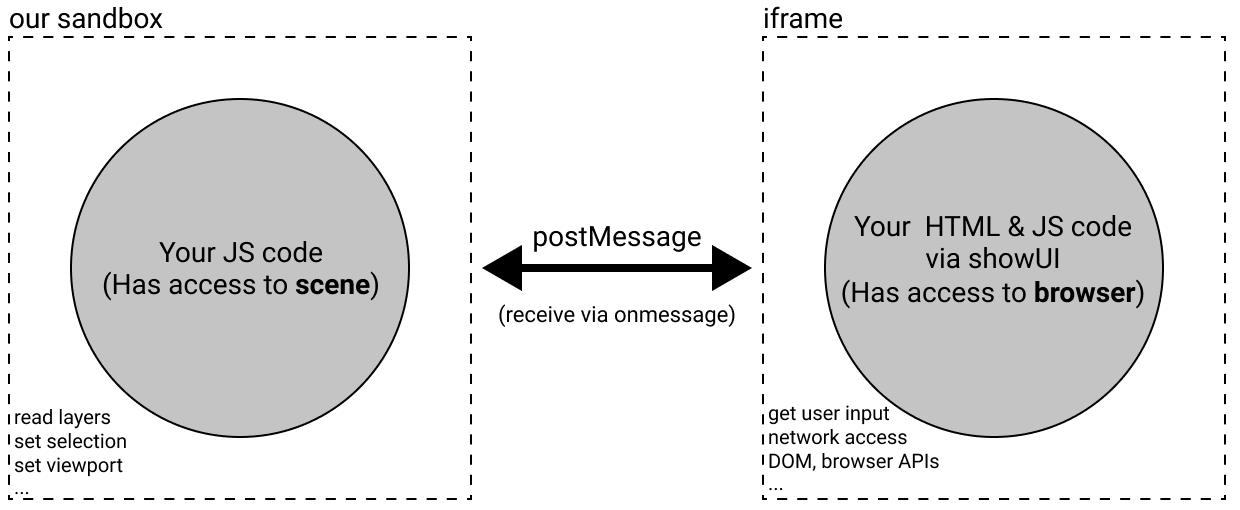 our sandbox
Your JS code
(Has access to scene)
read layers
set selection
set viewport
...
postMessage
(receive via onmessage)
iframe
Your HTML & JS code
via showUI
(Has access to browser)
get user input
network access
DOM, browser APIs
...